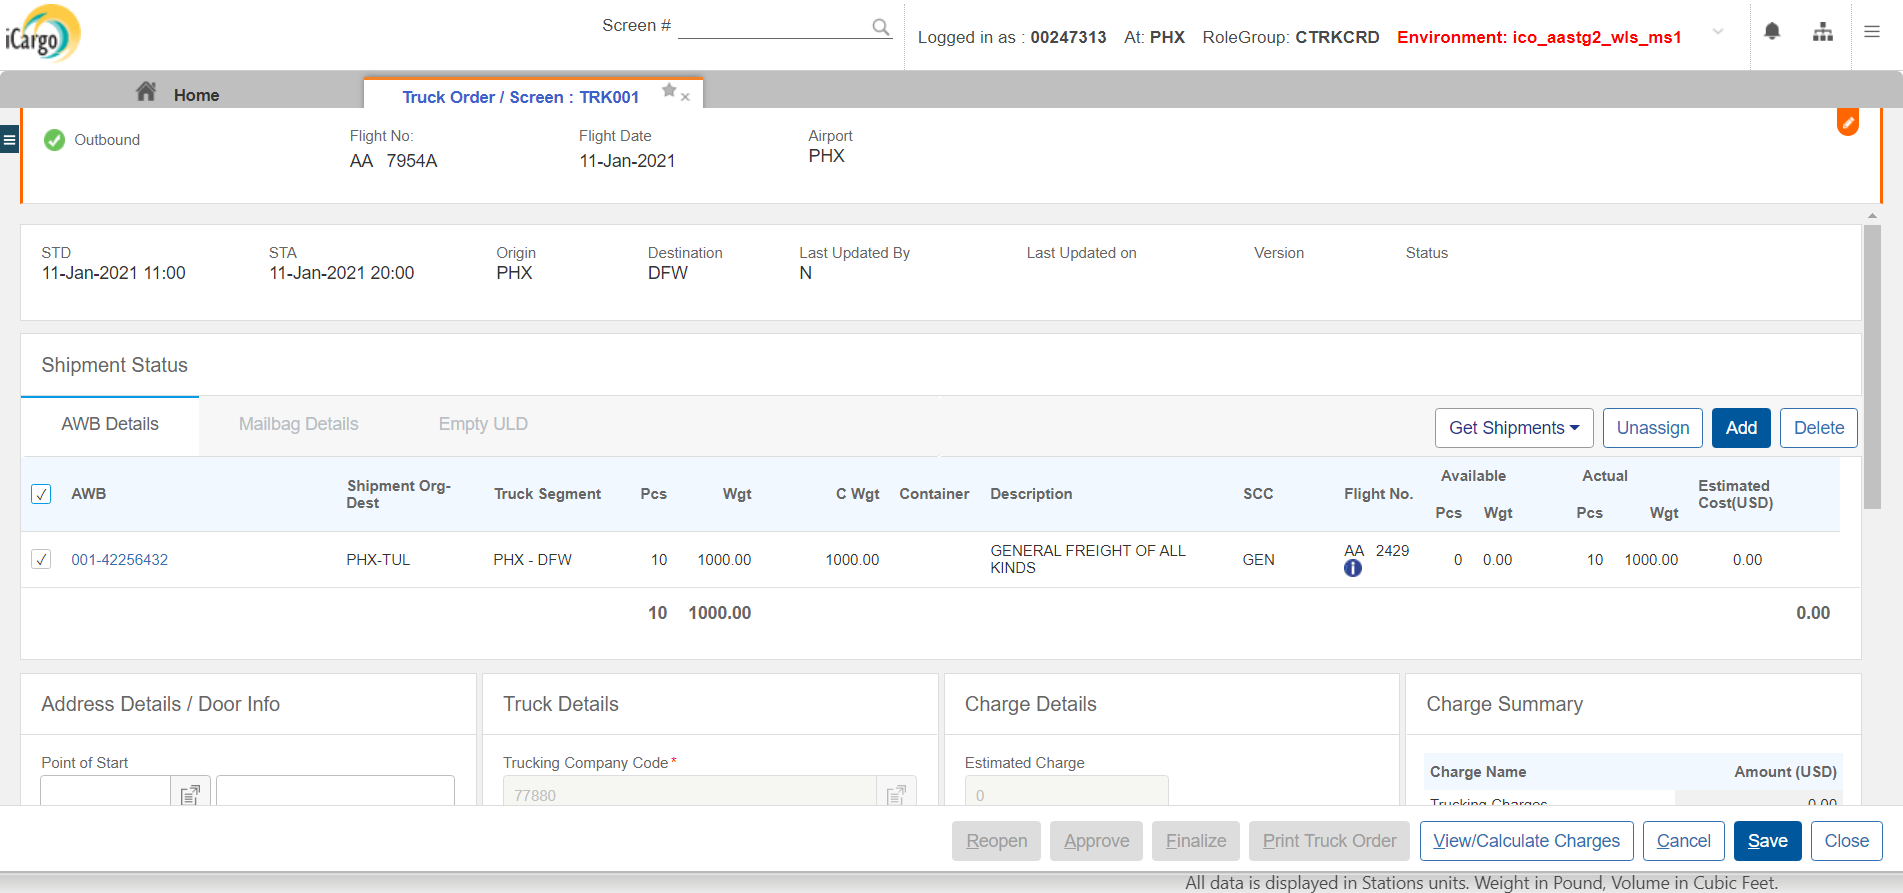 iCargo
Screen #
Logged in as : 00247313 At: PHX RoleGroup: CTRKCRD Environment: ico_aastg2_wls_ms1
Home
Truck Order / Screen : TRK001
Outbound
Flight No:
AA 7954A
Flight Date
11-Jan-2021
Airport
PHX
STD
11-Jan-2021 11:00
STA
11-Jan-2021 20:00
Origin
PHX
Destination
DFW
Last Updated By
N
Last Updated on
Version
Status
Shipment Status
AWB Details
Mailbag Details
Empty ULD
Get Shipments
Unassign
Add
Delete
AWB
Shipment Org-
Dest
Truck Segment
Pcs
Wgt
C Wgt
Container
Description
SCC
Flight No.
Available
Pcs Wgt
Actual
Pcs Wgt
Estimated
Cost(USD)
001-42256432
PHX-TUL
PHX - DFW
10
1000.00
1000.00
GENERAL FREIGHT OF ALL
KINDS
GEN
AA 2429
0
0.00
10
1000.00
0.00
10 1000.00 0.00
Address Details / Door Info
Point of Start
Truck Details
Trucking Company Code*
77880
Charge Details
Estimated Charge
0
Charge Summary
Charge Name Amount (USD)
Trucking Charges 0.00
Reopen
Approve
Finalize
Print Truck Order
View/Calculate Charges
Cancel
Save
Close
All data is displayed in Stations units. Weight in Pound, Volume in Cubic Feet.